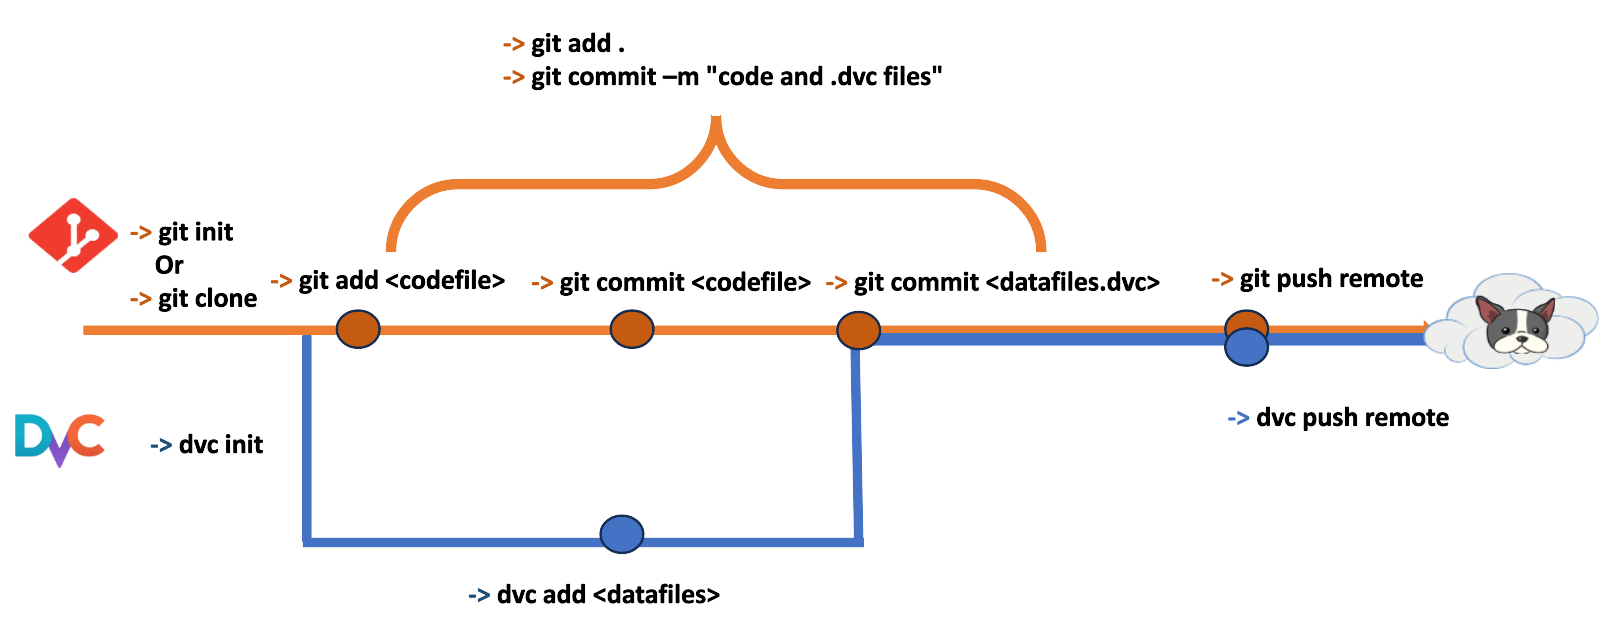 -> git add .
-> git commit –m "code and .dvc files"
-> git init
Or
-> git clone
-> git add <codefile>
-> git commit <codefile>
-> git commit <datafiles.dvc>
-> git push remote
DVC
-> dvc init
-> dvc push remote
-> dvc add <datafiles>